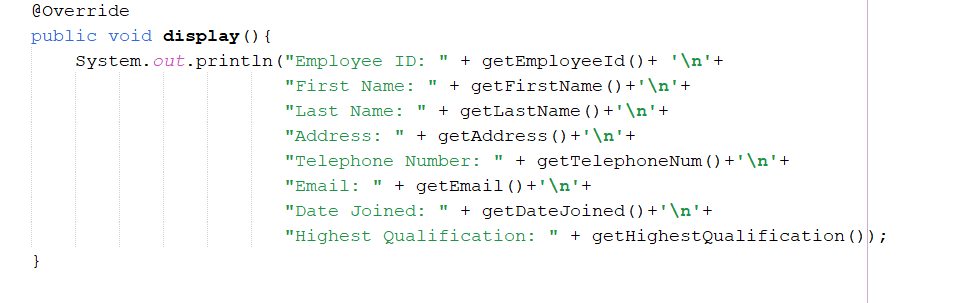 @Override
public void display(){
System.out.println("Employee ID: " + getEmployeeId()+ '\n'+
"First Name: " + getFirstName()+'\n'+
"Last Name: " + getLastName()+'\n'+
"Address: " + getAddress()+'\n'+
"Telephone Number: " + getTelephoneNum()+'\n'+
"Email: " + getEmail()+'\n'+
"Date Joined: " + getDateJoined()+'\n'+
"Highest Qualification: " + getHighestQualification());
}